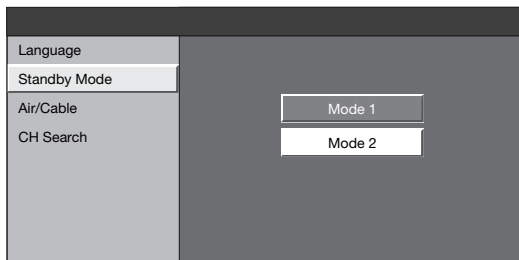 Language
Standby Mode
Air/Cable
CH Search
Mode 1
Mode 2